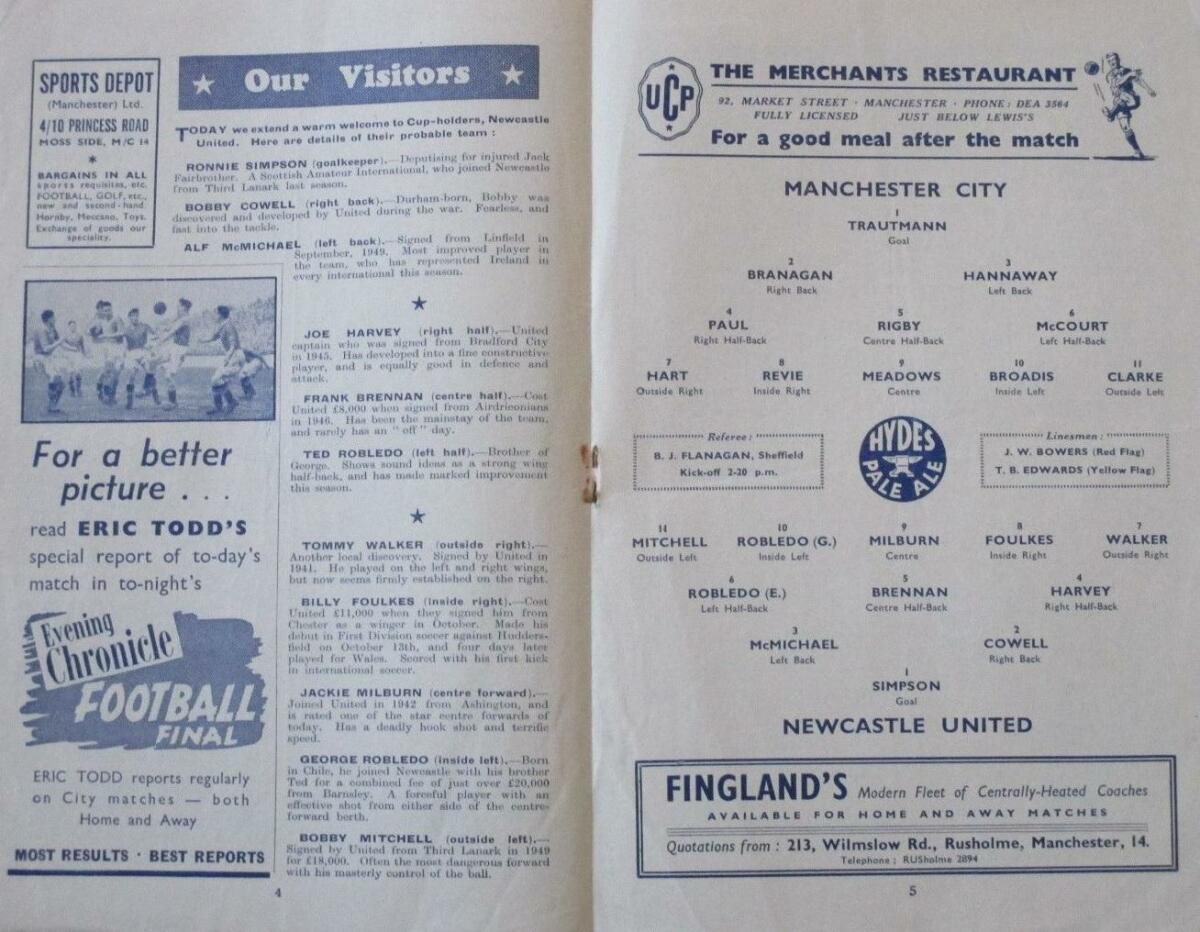 SPORTS DEPOT
(Manchester) Ltd.
4/10 PRINCESS ROAD
MOSS SIDE, M/C 14
*
BARGAINS IN ALL
sports requisites, etc.
FOOTBALL, GOLF, etc.,
new and second-hand.
Hornby, Meccano, Toys.
Exchange of goods our
speciality.
Our Visitors
TODAY we extend a warm welcome to Cup-holders, Newcastle
United. Here are details of their probable team :
RONNIE SIMPSON (goalkeeper).—Deputising for injured Jack
Fairbrother. A Scottish Amateur International, who joined Newcastle
from Third Lanark last season.
BOBBY COWELL (right back).—Durham-born, Bobby was
discovered and developed by United during the war. Fearless, and
fast into the tackle.
ALF McMICHAEL (left back).—Signed from Linfield in
September, 1949. Most improved player in
the team, who has represented Ireland in
every international this season.
JOE HARVEY (right half).—United
captain who was signed from Bradford City
in 1945. Has developed into a fine constructive
player, and is equally good in defence and
attack.
FRANK BRENNAN (centre half).—Cost
United £8,000 when signed from Airdrieonians
in 1946. Has been the mainstay of the team,
and rarely has an "off" day.
TED ROBLEDO (left half).—Brother of
George. Shows sound ideas as a strong wing
half-back, and has made marked improvement
this season.
TOMMY WALKER (outside right).—
Another local discovery. Signed by United in
1941. He played on the left and right wings,
but now seems firmly established on the right.
BILLY FOULKES (inside right).—Cost
United £11,000 when they signed him from
Chester as a winger in October. Made his
debut in First Division soccer against Hudders-
field on October 13th, and four days later
played for Wales. Scored with his first kick
in international soccer.
JACKIE MILBURN (centre forward).—
Joined United in 1942 from Ashington, and
is rated one of the star centre forwards of
today. Has a deadly hook shot and terrific
speed.
GEORGE ROBLEDO (inside left).—Born
in Chile, he joined Newcastle with his brother
Ted for a combined fee of just over £20,000
from Barnsley. A forceful player with an
effective shot from either side of the centre-
forward berth.
BOBBY MITCHELL (outside left).—
Signed by United from Third Lanark in 1949
for £18,000. Often the most dangerous forward
with his masterly control of the ball.
For a better
picture . . .
read ERIC TODD'S
special report of to-day's
match in to-night's
Evening
Chronicle
FOOTBALL
FINAL
ERIC TODD reports regularly
on City matches — both
Home and Away
MOST RESULTS · BEST REPORTS
4
UCP
THE MERCHANTS RESTAURANT
92, MARKET STREET · MANCHESTER · PHONE: DEA 3564
FULLY LICENSED JUST BELOW LEWIS'S
For a good meal after the match
MANCHESTER CITY
1
TRAUTMANN
Goal
2 3
BRANAGAN HANNAWAY
Right Back Left Back
4 5 6
PAUL RIGBY McCOURT
Right Half-Back Centre Half-Back Left Half-Back
7 8 9 10 11
HART REVIE MEADOWS BROADIS CLARKE
Outside Right Inside Right Centre Inside Left Outside Left
Referee :
B. J. FLANAGAN, Sheffield
Kick-off 2-20 p.m.
HYDES
PALE ALE
Linesmen :
J. W. BOWERS (Red Flag)
T. B. EDWARDS (Yellow Flag)
11 10 9 8 7
MITCHELL ROBLEDO (G.) MILBURN FOULKES WALKER
Outside Left Inside Left Centre Inside Right Outside Right
6 5 4
ROBLEDO (E.) BRENNAN HARVEY
Left Half-Back Centre Half-Back Right Half-Back
3 2
McMICHAEL COWELL
Left Back Right Back
1
SIMPSON
Goal
NEWCASTLE UNITED
FINGLAND'S Modern Fleet of Centrally-Heated Coaches
AVAILABLE FOR HOME AND AWAY MATCHES
Quotations from : 213, Wilmslow Rd., Rusholme, Manchester, 14.
Telephone : RUSholme 2894
5